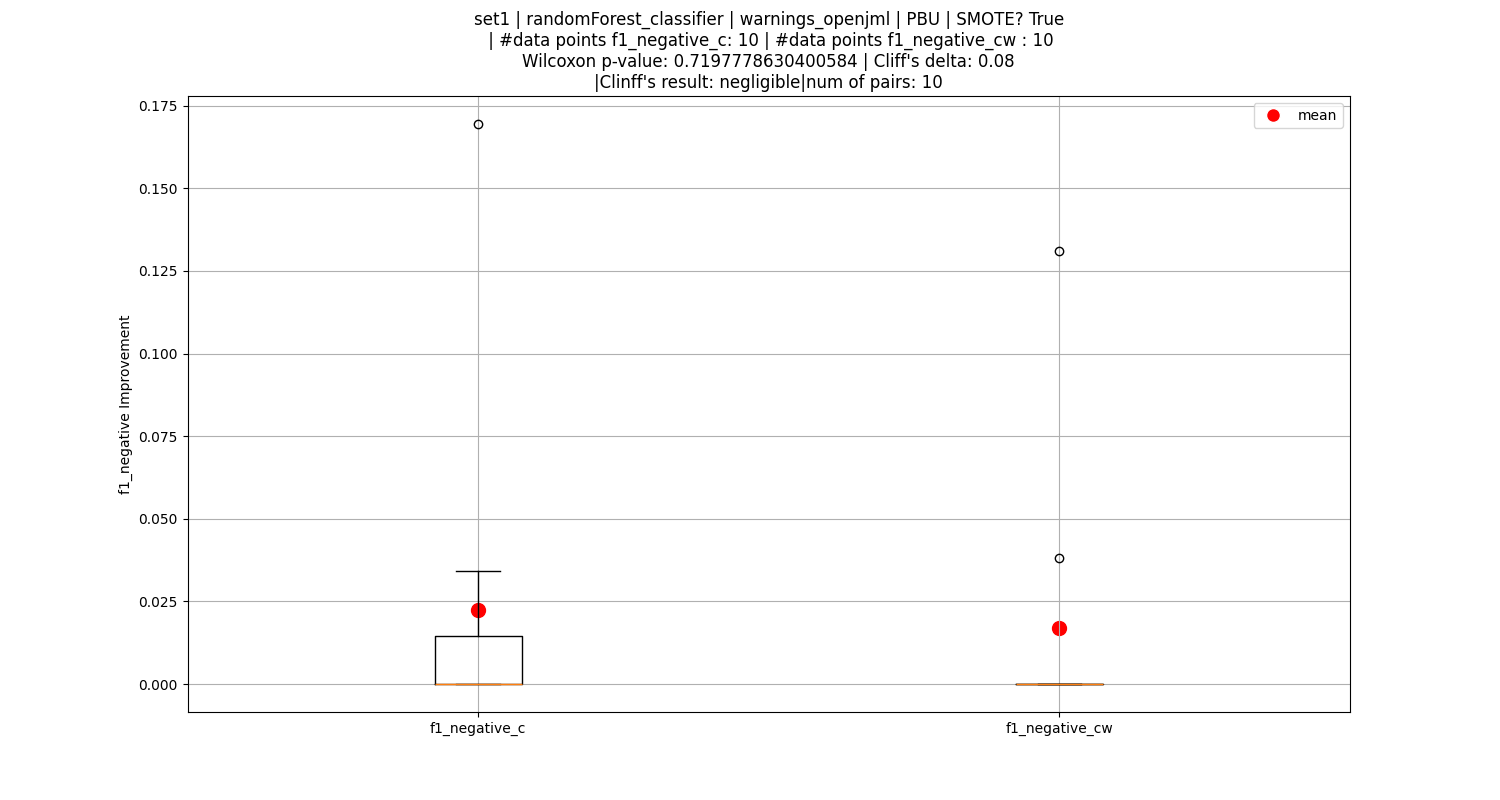 set1 | randomForest_classifier | warnings_openjml | PBU | SMOTE? True
| #data points f1_negative_c: 10 | #data points f1_negative_cw : 10
Wilcoxon p-value: 0.7197778630400584 | Cliff's delta: 0.08
|Clinff's result: negligible|num of pairs: 10
mean
0.175
0.150
0.125
0.100
0.075
0.050
0.025
0.000
f1_negative Improvement
f1_negative_c
f1_negative_cw